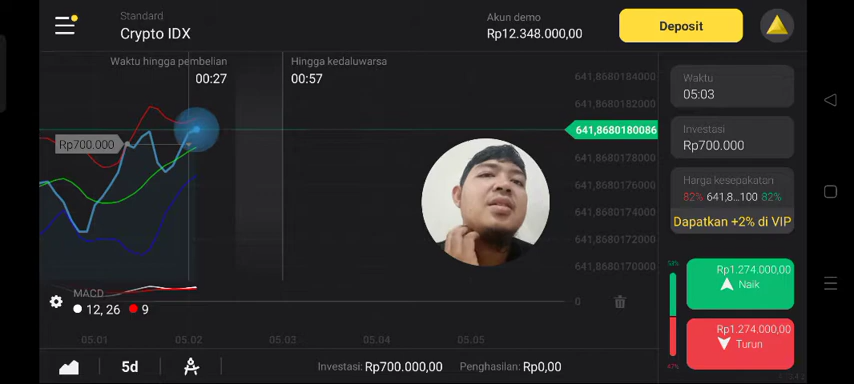 Standard
Crypto IDX
Akun demo
Rp12.348.000,00
Deposit
Waktu hingga pembelian
00:27
Hingga kedaluwarsa
00:57
641,8680184000
641,8680182000
641,8680180086
641,8680178000
641,8680176000
641,8680174000
641,8680172000
641,8680170000
Rp700.000
Waktu
05:03
Investasi
Rp700.000
Harga kesepakatan
82% 641,8...100 82%
Dapatkan +2% di VIP
Rp1.274.000,00
Naik
Rp1.274.000,00
Turun
47%
MACD
12, 26
9
0
05.01
05.02
05.03
05.04
05.05
5d
Investasi: Rp700.000,00
Penghasilan: Rp0,00